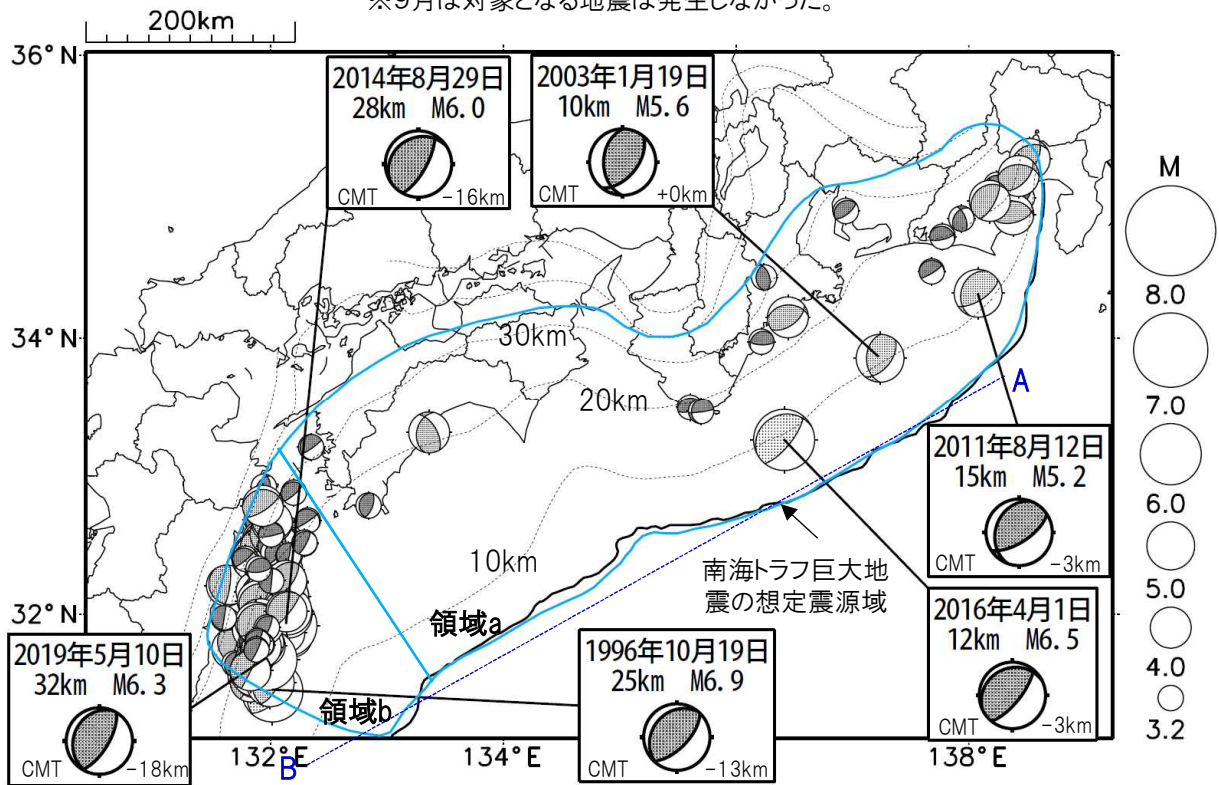 ※9月は対象となる地震は発生しなかった。
200km
36°N
2014年8月29日
28km M6.0
CMT -16km
2003年1月19日
10km M5.6
CMT +0km
M
8.0
7.0
6.0
5.0
4.0
3.2
34°N
30km
20km
10km
A
2011年8月12日
15km M5.2
CMT -3km
南海トラフ巨大地
震の想定震源域
32°N
領域a
領域b
2019年5月10日
32km M6.3
CMT -18km
1996年10月19日
25km M6.9
CMT -13km
2016年4月1日
12km M6.5
CMT -3km
132°E
B
134°E
138°E